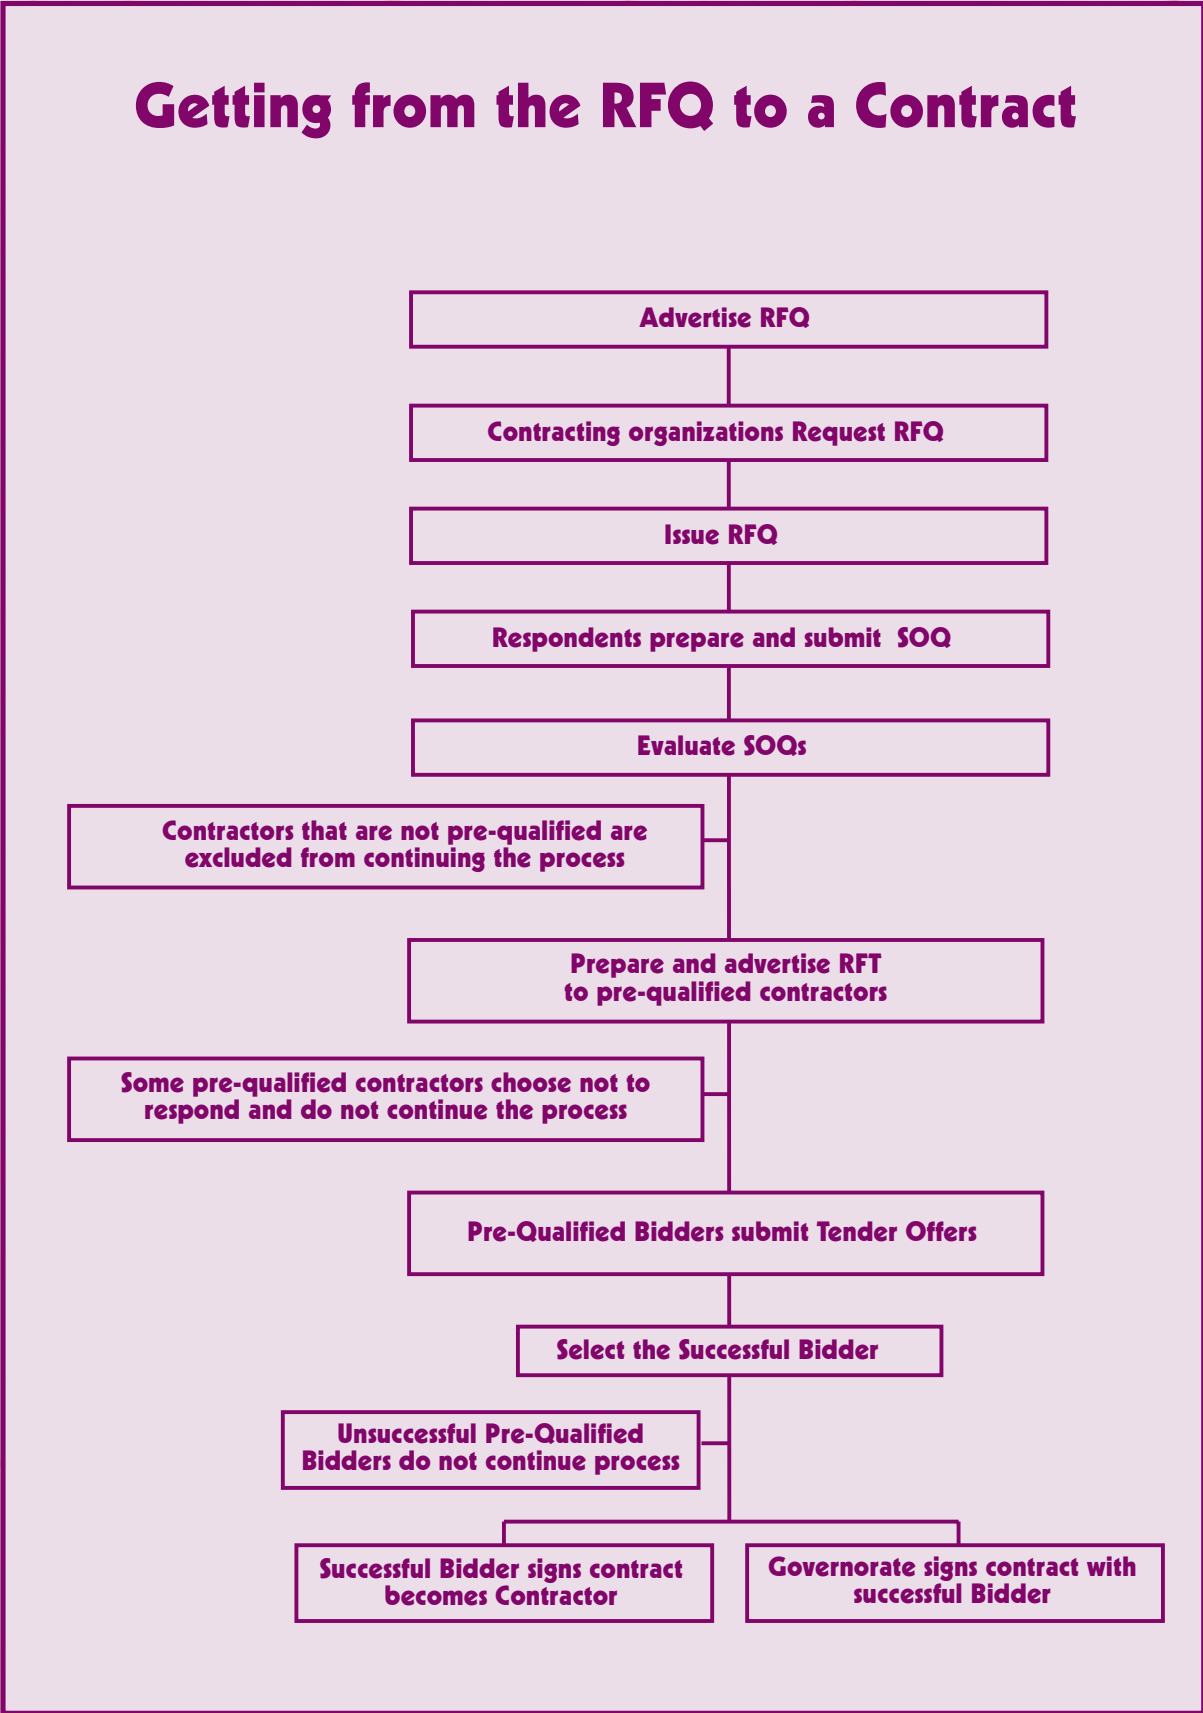 Getting from the RFQ to a Contract
Advertise RFQ
Contracting organizations Request RFQ
Issue RFQ
Respondents prepare and submit  SOQ
Evaluate SOQs
Contractors that are not pre-qualified are
excluded from continuing the process
Prepare and advertise RFT
to pre-qualified contractors
Some pre-qualified contractors choose not to
respond and do not continue the process
Pre-Qualified Bidders submit Tender Offers
Select the Successful Bidder
Unsuccessful Pre-Qualified
Bidders do not continue process
Successful Bidder signs contract
becomes Contractor
Governorate signs contract with
successful Bidder